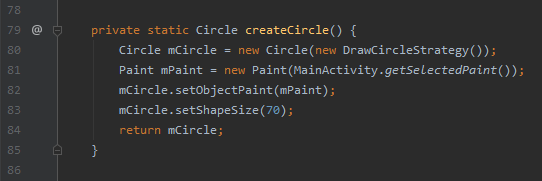 78
79 @ private static Circle createCircle() {
80 Circle mCircle = new Circle(new DrawCircleStrategy());
81 Paint mPaint = new Paint(MainActivity.getSelectedPaint());
82 mCircle.setObjectPaint(mPaint);
83 mCircle.setShapeSize(70);
84 return mCircle;
85 }
86